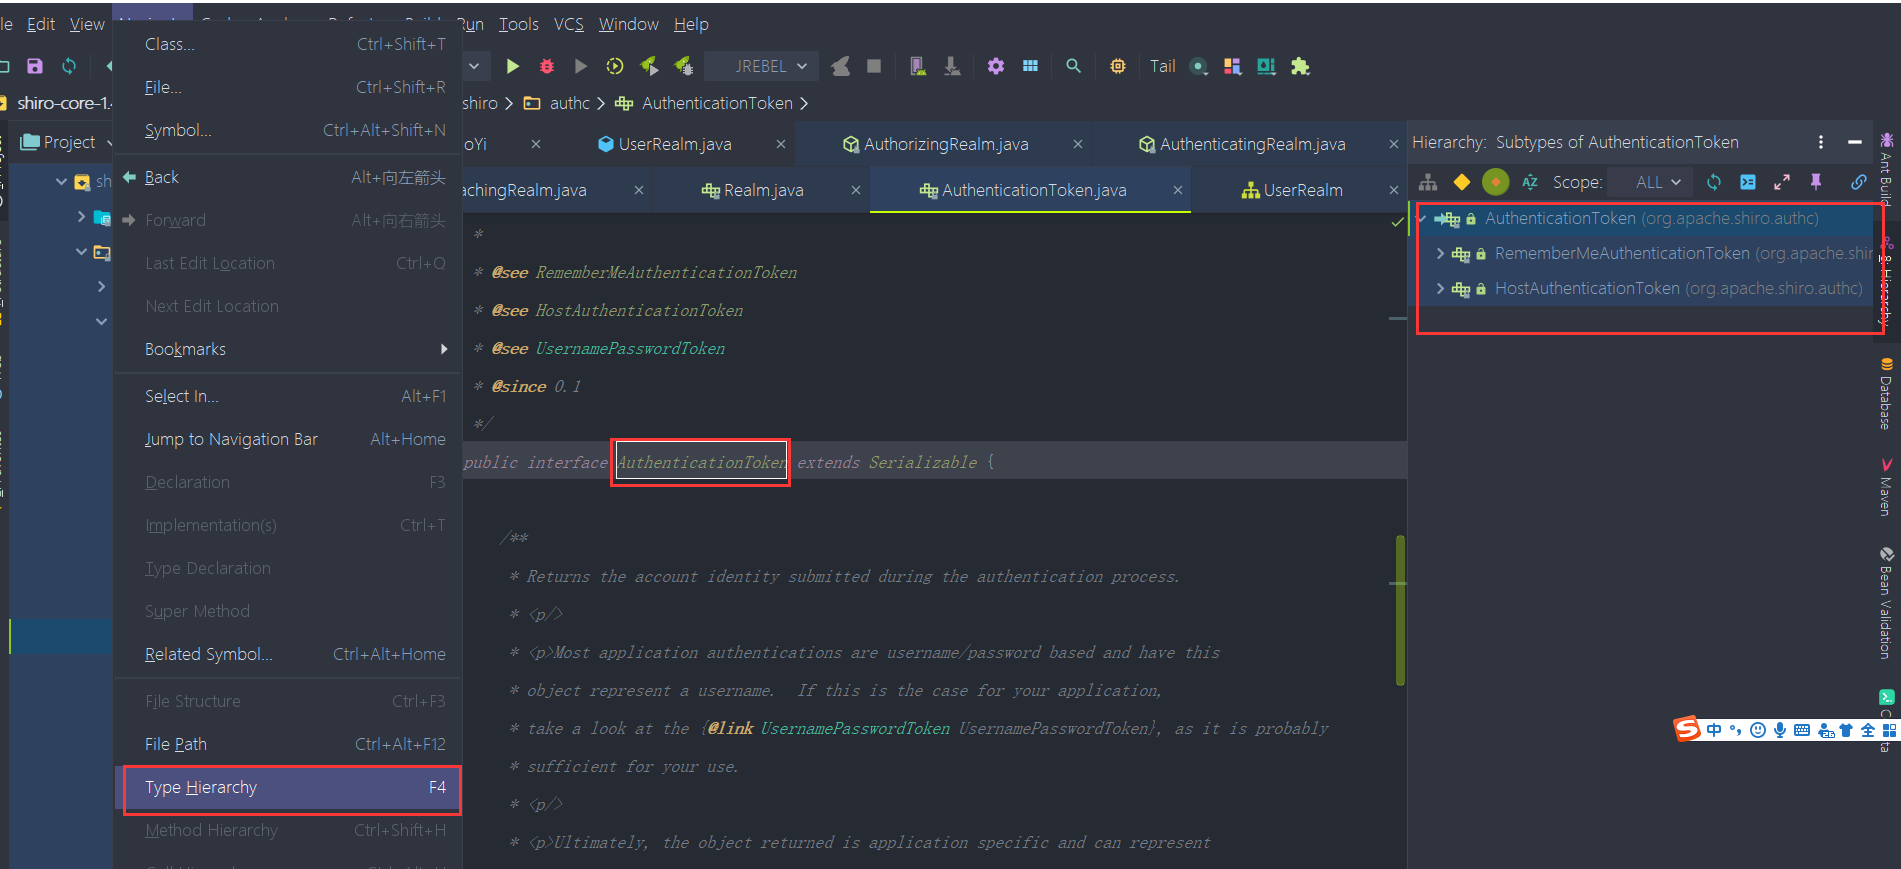 Edit View Run Tools VCS Window Help
JREBEL Tail
shiro-core-1. shiro authc AuthenticationToken
Project
Class... Ctrl+Shift+T
File... Ctrl+Shift+R
Symbol... Ctrl+Alt+Shift+N
Back Alt+向左箭头
Forward Alt+向右箭头
Last Edit Location Ctrl+Q
Next Edit Location
Bookmarks
Select In... Alt+F1
Jump to Navigation Bar Alt+Home
Declaration F3
Implementation(s) Ctrl+T
Type Declaration
Super Method
Related Symbol... Ctrl+Alt+Home
File Structure Ctrl+F3
File Path Ctrl+Alt+F12
Type Hierarchy F4
Method Hierarchy Ctrl+Shift+H
oYi UserRealm.java AuthorizingRealm.java AuthenticatingRealm.java
achingRealm.java Realm.java AuthenticationToken.java UserRealm
*
* @see RememberMeAuthenticationToken
* @see HostAuthenticationToken
* @see UsernamePasswordToken
* @since 0.1
*/
public interface AuthenticationToken extends Serializable {
/**
* Returns the account identity submitted during the authentication process.
* <p/>
* <p>Most application authentications are username/password based and have this
* object represent a username.  If this is the case for your application,
* take a look at the {@link UsernamePasswordToken UsernamePasswordToken}, as it is probably
* sufficient for your use.
* <p/>
* <p>Ultimately, the object returned is application specific and can represent
Hierarchy: Subtypes of AuthenticationToken
Scope: ALL
AuthenticationToken (org.apache.shiro.authc)
RememberMeAuthenticationToken (org.apache.shir
HostAuthenticationToken (org.apache.shiro.authc)
Ant Build
8: Hierarchy
Database
Maven
Bean Validation
中 全